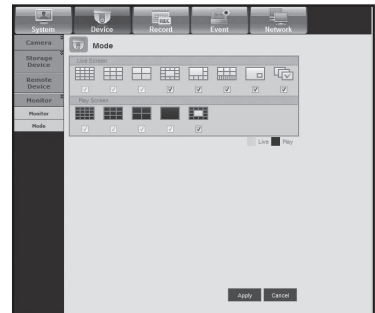 System Device Record Event Network
REC
Camera
Mode
Storage
Device
Live Screen
Remote
Device
Monitor
Play Screen
Monitor
Mode
Live Play
Apply Cancel